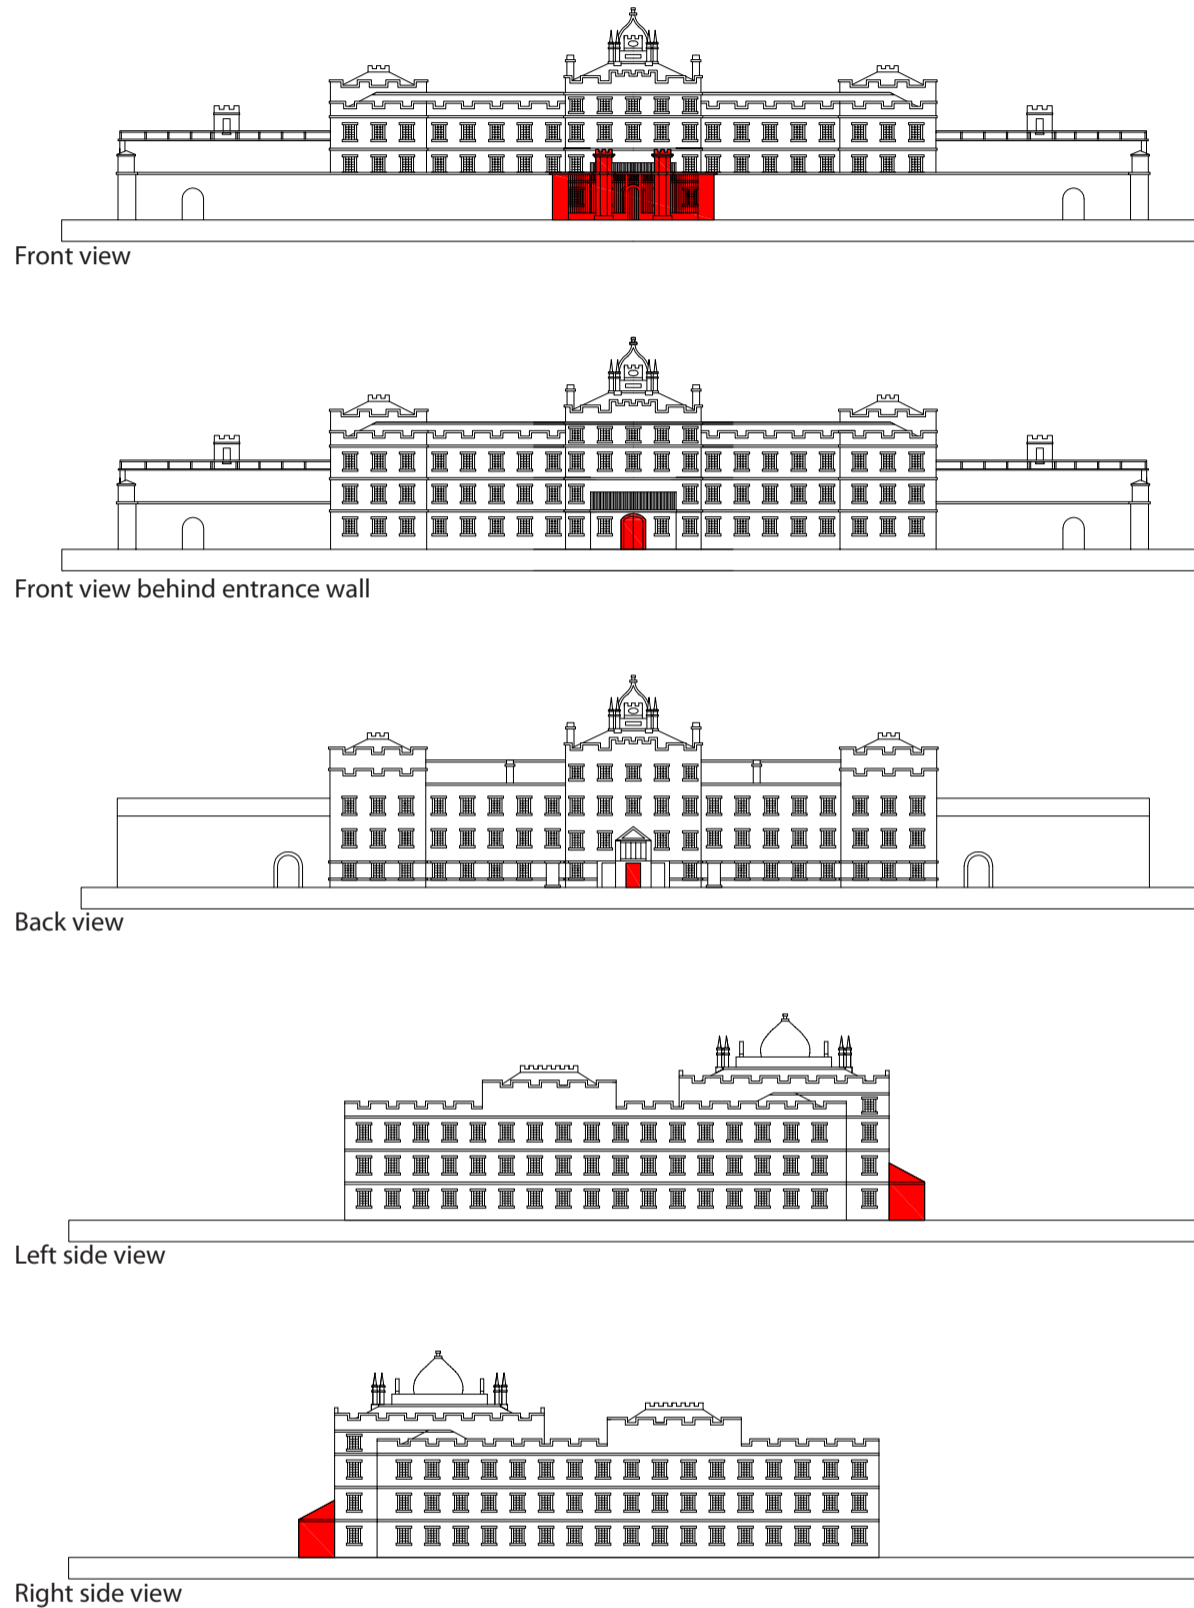 Front view
Front view behind entrance wall
Back view
Left side view
Right side view